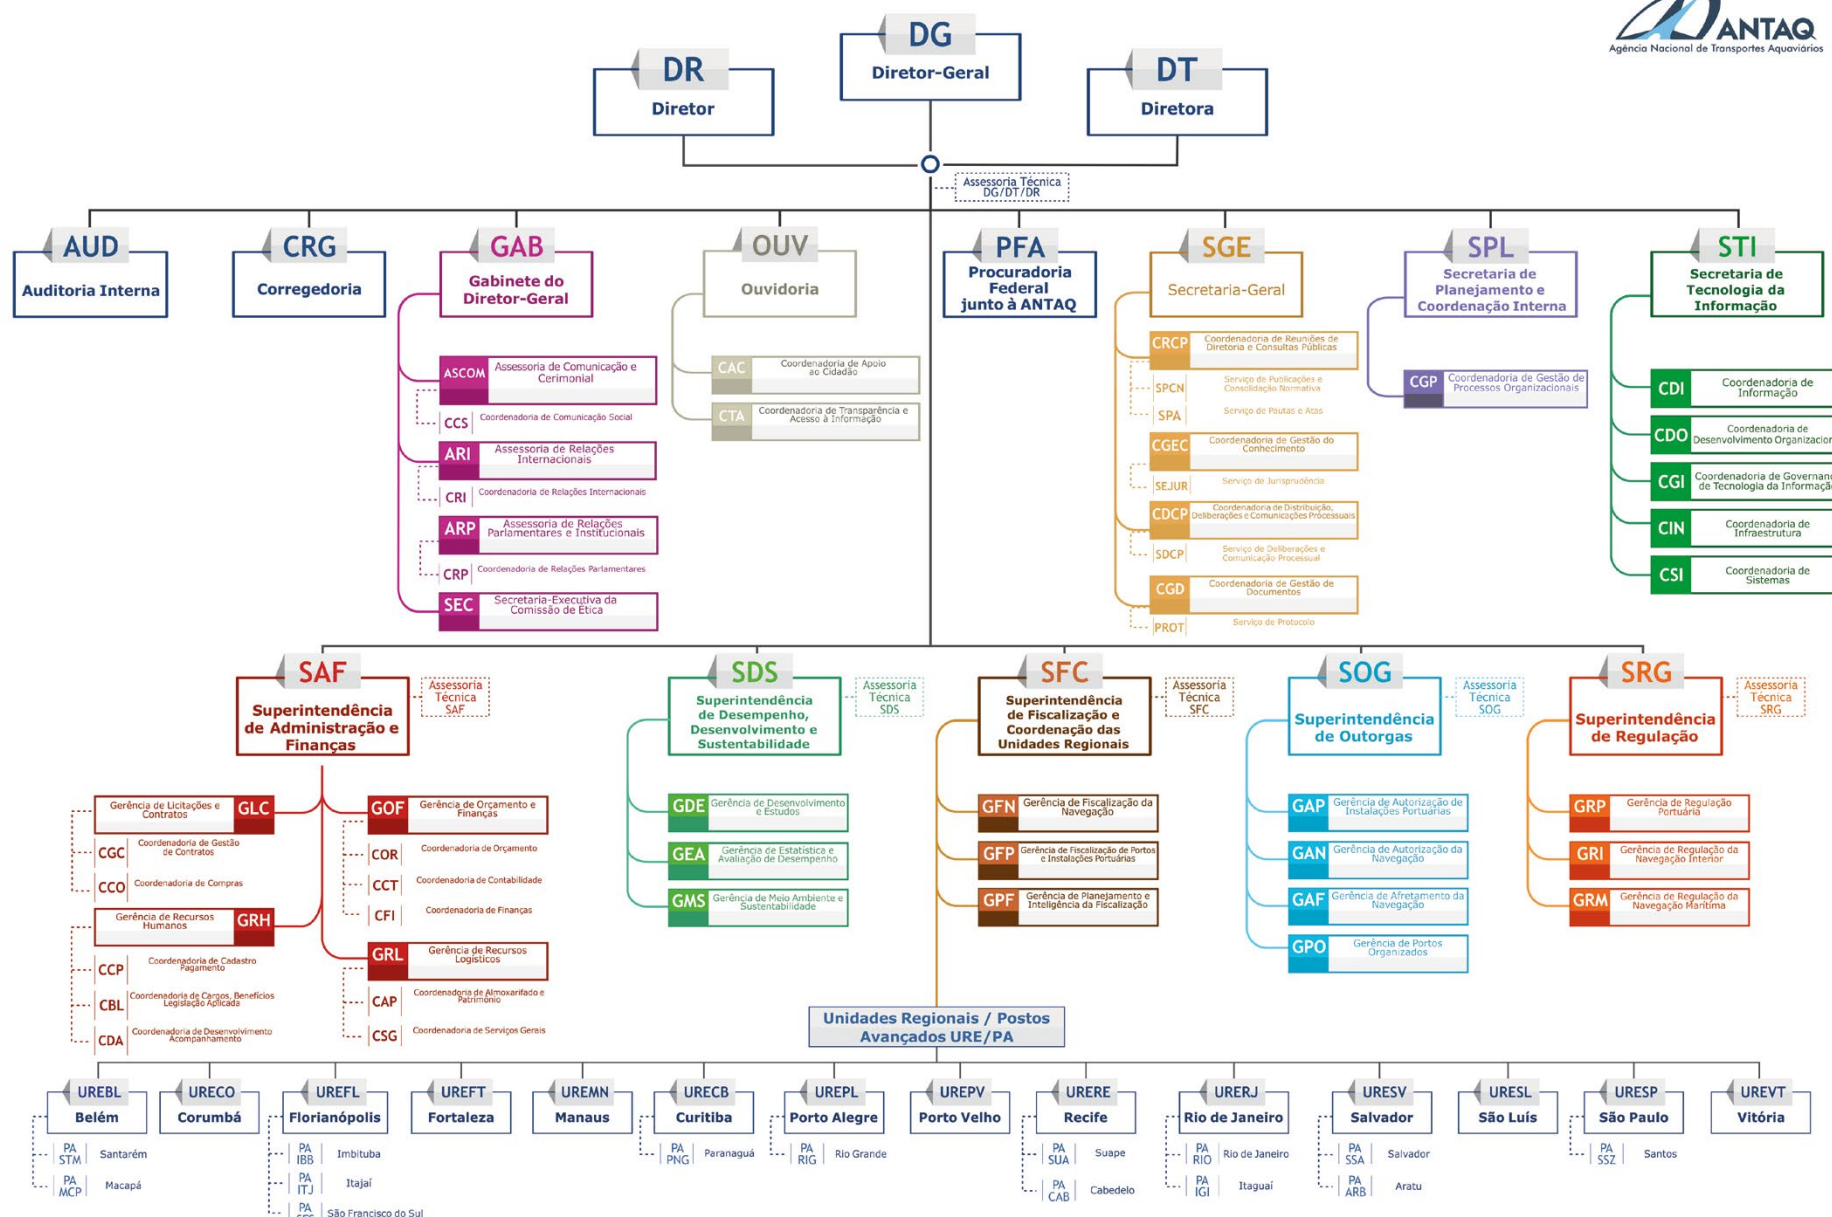 ANTAQ
Agência Nacional de Transportes Aquaviários
DG
Diretor-Geral
DR
Diretor
DT
Diretora
Assessoria Técnica
DG/DT/DR
AUD
Auditoria Interna
CRG
Corregedoria
GAB
Gabinete do
Diretor-Geral
ASCOM
Assessoria de Comunicação e
Cerimonial
CCS
Coordenadoria de Comunicação Social
ARI
Assessoria de Relações
Internacionais
CRI
Coordenadoria de Relações Internacionais
ARP
Assessoria de Relações
Parlamentares e Institucionais
CRP
Coordenadoria de Relações Parlamentares
SEC
Secretaria-Executiva da
Comissão de Ética
OUV
Ouvidoria
CAC
Coordenadoria de Apoio
ao Cidadão
CTA
Coordenadoria de Transparência e
Acesso à Informação
PFA
Procuradoria
Federal
junto à ANTAQ
SGE
Secretaria-Geral
CRCP
Coordenadoria de Reuniões de
Diretoria e Consultas Públicas
SPCN
Serviço de Publicações e
Consolidação Normativa
SPA
Serviço de Pautas e Atas
CGEC
Coordenadoria de Gestão do
Conhecimento
SEJUR
Serviço de Jurisprudência
CDCP
Coordenadoria de Distribuição,
Deliberações e Comunicações Processuais
SDCP
Serviço de Deliberações e
Comunicação Processual
CGD
Coordenadoria de Gestão de
Documentos
PROT
Serviço de Protocolo
SPL
Secretaria de
Planejamento e
Coordenação Interna
CGP
Coordenadoria de Gestão de
Processos Organizacionais
STI
Secretaria de
Tecnologia da
Informação
CDI
Coordenadoria de
Informação
CDO
Coordenadoria de
Desenvolvimento Organizacion
CGI
Coordenadoria de Governanç
de Tecnologia da Informaçã
CIN
Coordenadoria de
Infraestrutura
CSI
Coordenadoria de
Sistemas
SAF
Superintendência
de Administração e
Finanças
Assessoria
Técnica
SAF
GLC
Gerência de Licitações e
Contratos
CGC
Coordenadoria de Gestão
de Contratos
CCO
Coordenadoria de Compras
GRH
Gerência de Recursos
Humanos
CCP
Coordenadoria de Cadastro
Pagamento
CBL
Coordenadoria de Cargos, Benefícios
Legislação Aplicada
CDA
Coordenadoria de Desenvolvimento
Acompanhamento
GOF
Gerência de Orçamento e
Finanças
COR
Coordenadoria de Orçamento
CCT
Coordenadoria de Contabilidade
CFI
Coordenadoria de Finanças
GRL
Gerência de Recursos
Logísticos
CAP
Coordenadoria de Almoxarifado e
Patrimônio
CSG
Coordenadoria de Serviços Gerais
SDS
Superintendência
de Desempenho,
Desenvolvimento e
Sustentabilidade
Assessoria
Técnica
SDS
GDE
Gerência de Desenvolvimento
e Estudos
GEA
Gerência de Estatística e
Avaliação de Desempenho
GMS
Gerência de Meio Ambiente e
Sustentabilidade
SFC
Superintendência
de Fiscalização e
Coordenação das
Unidades Regionais
Assessoria
Técnica
SFC
GFN
Gerência de Fiscalização da
Navegação
GFP
Gerência de Fiscalização de Portos
e Instalações Portuárias
GPF
Gerência de Planejamento e
Inteligência da Fiscalização
SOG
Superintendência
de Outorgas
Assessoria
Técnica
SOG
GAP
Gerência de Autorização de
Instalações Portuárias
GAN
Gerência de Autorização da
Navegação
GAF
Gerência de Afretamento da
Navegação
GPO
Gerência de Portos
Organizados
SRG
Superintendência
de Regulação
Assessoria
Técnica
SRG
GRP
Gerência de Regulação
Portuária
GRI
Gerência de Regulação da
Navegação Interior
GRM
Gerência de Regulação da
Navegação Marítima
Unidades Regionais / Postos
Avançados URE/PA
UREBL
Belém
PA
STM
Santarém
PA
MCP
Macapá
URECO
Corumbá
UREFL
Florianópolis
PA
IBB
Imbituba
PA
ITJ
Itajaí
PA
São Francisco do Sul
UREFT
Fortaleza
UREMN
Manaus
URECB
Curitiba
PA
PNG
Paranaguá
UREPL
Porto Alegre
PA
RIG
Rio Grande
UREPV
Porto Velho
URERE
Recife
PA
SUA
Suape
PA
CAB
Cabedelo
URERJ
Rio de Janeiro
PA
RIO
Rio de Janeiro
PA
IGI
Itaguaí
URESV
Salvador
PA
SSA
Salvador
PA
ARB
Aratu
URESL
São Luís
URESP
São Paulo
PA
SSZ
Santos
UREVT
Vitória